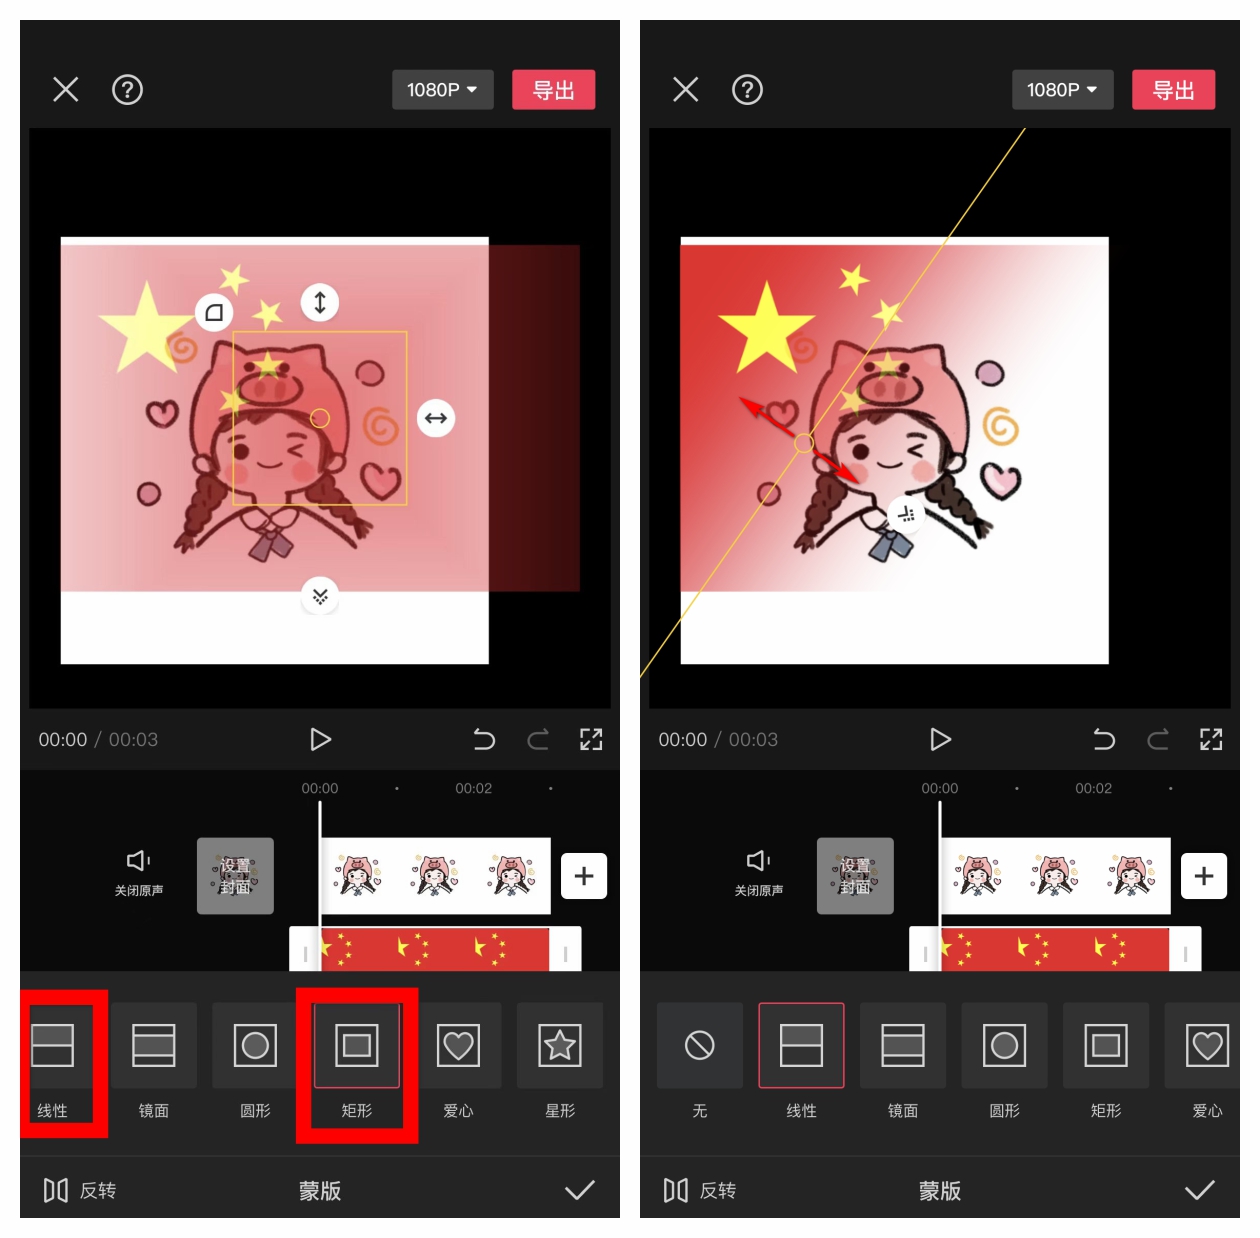 1080P
导出
00:00 / 00:03
00:00
00:02
关闭原声
设置
封面
线性
镜面
圆形
矩形
爱心
星形
反转
蒙版
1080P
导出
00:00 / 00:03
00:00
00:02
关闭原声
设置
封面
无
线性
镜面
圆形
矩形
爱心
反转
蒙版